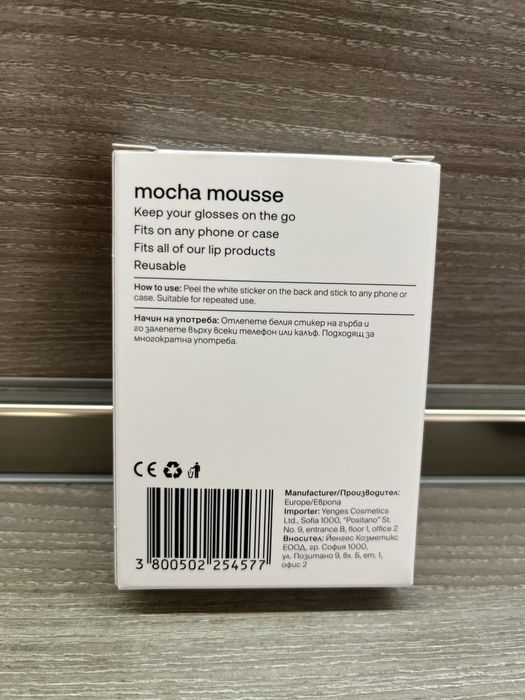 mocha mousse
Keep your glosses on the go
Fits on any phone or case
Fits all of our lip products
Reusable
How to use: Peel the white sticker on the back and stick to any phone or
case. Suitable for repeated use.
Начин на употреба: Отлепете белия стикер на гърба и
го залепете върху всеки телефон или калъф. Подходящ за
многократна употреба.
CE
Manufacturer/Производител:
Europe/Европа
Importer: Yenges Cosmetics
Ltd., Sofia 1000, "Positano" St.
No. 9, entrance B, floor 1, office 2
Вносител: Йенгес Козметикс
ЕООД, гр. София 1000,
ул. Позитано 9, вх. Б, ет. 1,
офис 2
3 800502 254577